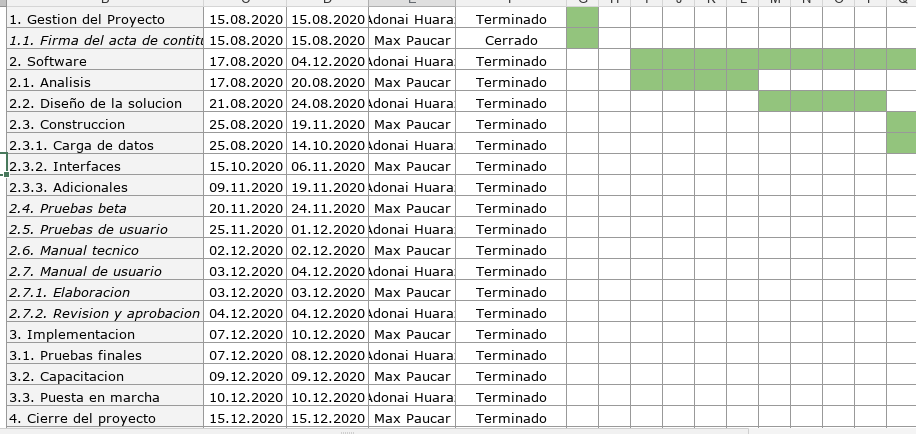 1. Gestion del Proyecto 15.08.2020 15.08.2020 Adonai Huara Terminado
1.1. Firma del acta de contitu 15.08.2020 15.08.2020 Max Paucar Cerrado
2. Software 17.08.2020 04.12.2020 Adonai Huara Terminado
2.1. Analisis 17.08.2020 20.08.2020 Max Paucar Terminado
2.2. Diseño de la solucion 21.08.2020 24.08.2020 Adonai Huara Terminado
2.3. Construccion 25.08.2020 19.11.2020 Max Paucar Terminado
2.3.1. Carga de datos 25.08.2020 14.10.2020 Adonai Huara Terminado
2.3.2. Interfaces 15.10.2020 06.11.2020 Max Paucar Terminado
2.3.3. Adicionales 09.11.2020 19.11.2020 Adonai Huara Terminado
2.4. Pruebas beta 20.11.2020 24.11.2020 Max Paucar Terminado
2.5. Pruebas de usuario 25.11.2020 01.12.2020 Adonai Huara Terminado
2.6. Manual tecnico 02.12.2020 02.12.2020 Max Paucar Terminado
2.7. Manual de usuario 03.12.2020 04.12.2020 Adonai Huara Terminado
2.7.1. Elaboracion 03.12.2020 03.12.2020 Max Paucar Terminado
2.7.2. Revision y aprobacion 04.12.2020 04.12.2020 Adonai Huara Terminado
3. Implementacion 07.12.2020 10.12.2020 Max Paucar Terminado
3.1. Pruebas finales 07.12.2020 08.12.2020 Adonai Huara Terminado
3.2. Capacitacion 09.12.2020 09.12.2020 Max Paucar Terminado
3.3. Puesta en marcha 10.12.2020 10.12.2020 Adonai Huara Terminado
4. Cierre del proyecto 15.12.2020 15.12.2020 Max Paucar Terminado